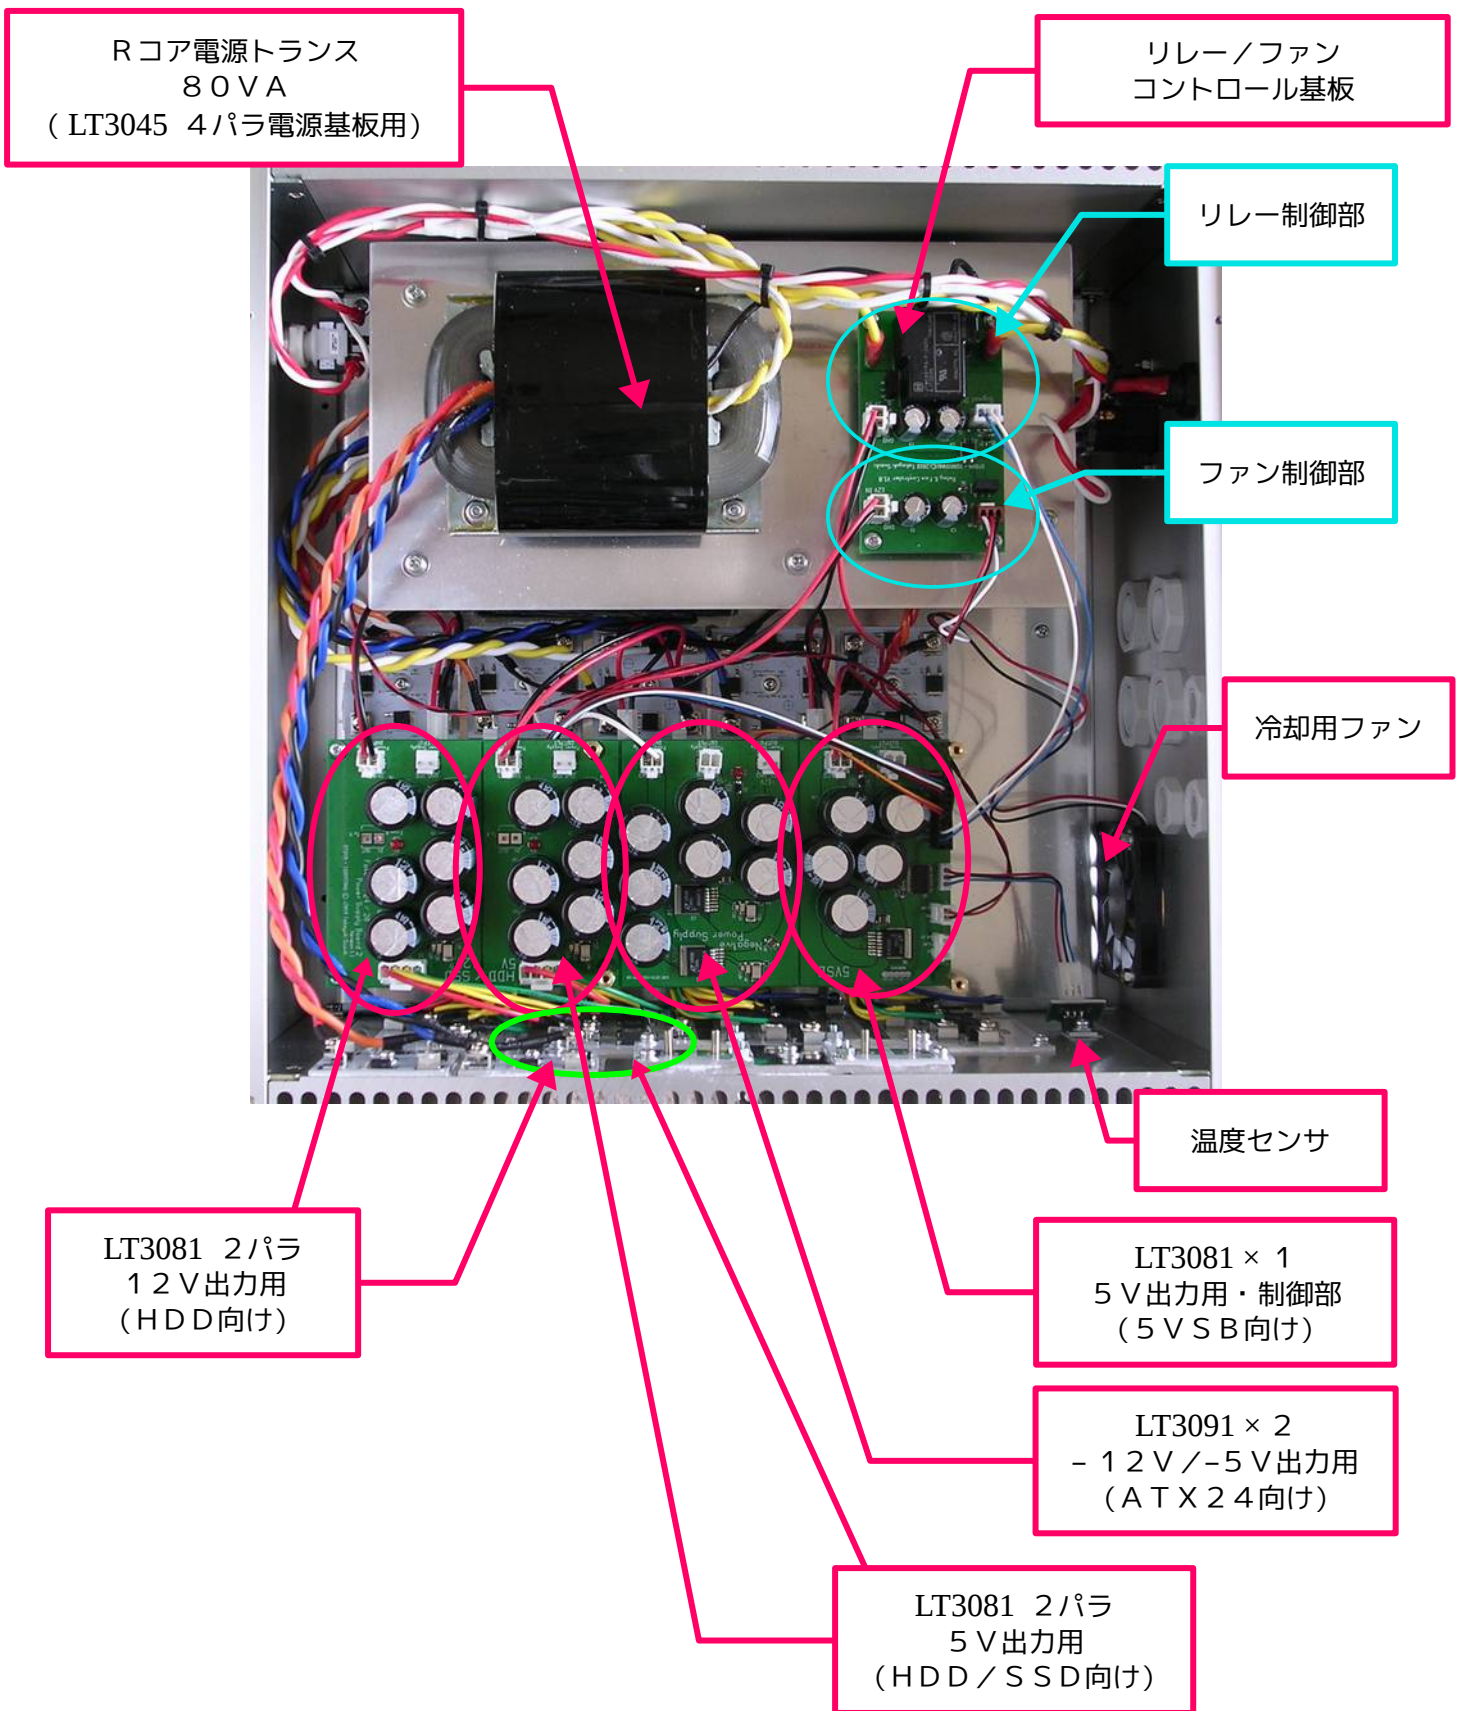 Rコア電源トランス
８０ＶＡ
( LT3045 ４パラ電源基板用)
リレー／ファン
コントロール基板
リレー制御部
ファン制御部
冷却用ファン
温度センサ
LT3081 ２パラ
１２Ｖ出力用
(ＨＤＤ向け)
LT3081 × １
５Ｖ出力用・制御部
(５ＶＳＢ向け)
LT3091 × ２
−１２Ｖ／−５Ｖ出力用
(ＡＴＸ２４向け)
LT3081 ２パラ
５Ｖ出力用
(ＨＤＤ／ＳＳＤ向け)
Negative
Power Supply
HDD
5V